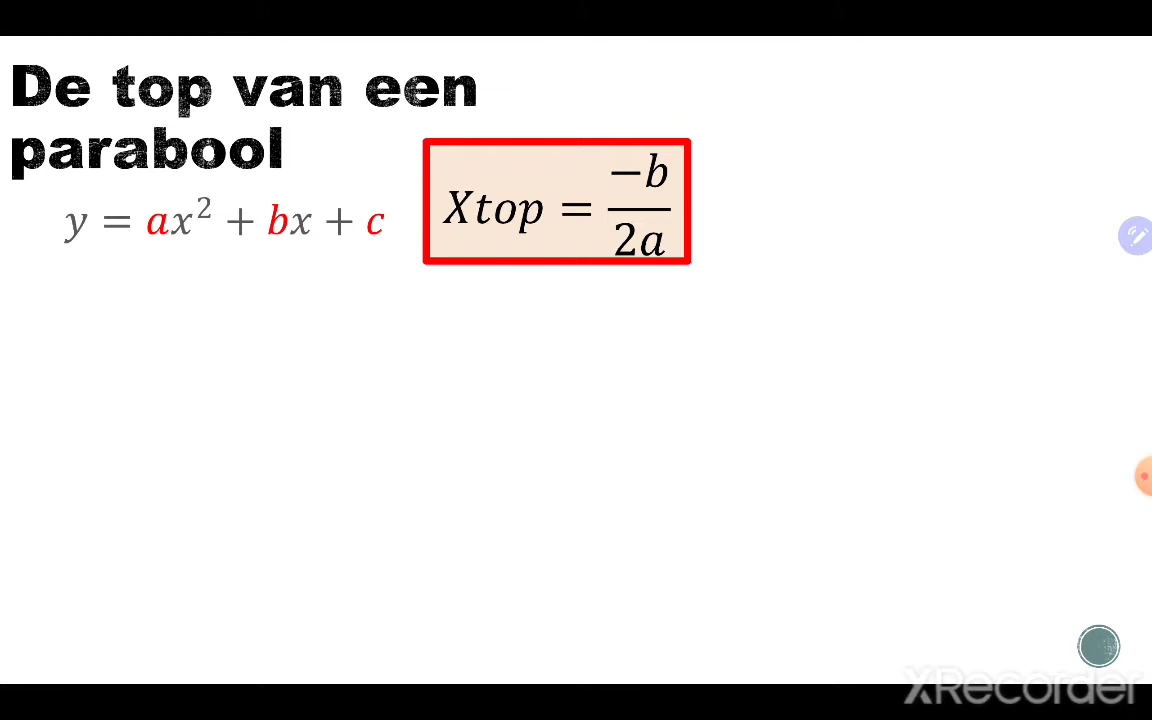 De top van een
parabool
y = ax² + bx + c
Xtop = -b/2a
XRecorder